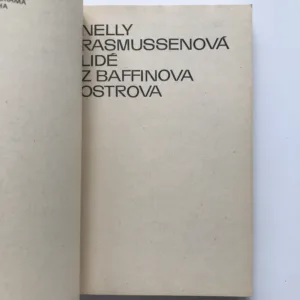 NELLY
RASMUSSENOVÁ
LIDÉ
Z BAFFINOVA
OSTROVA